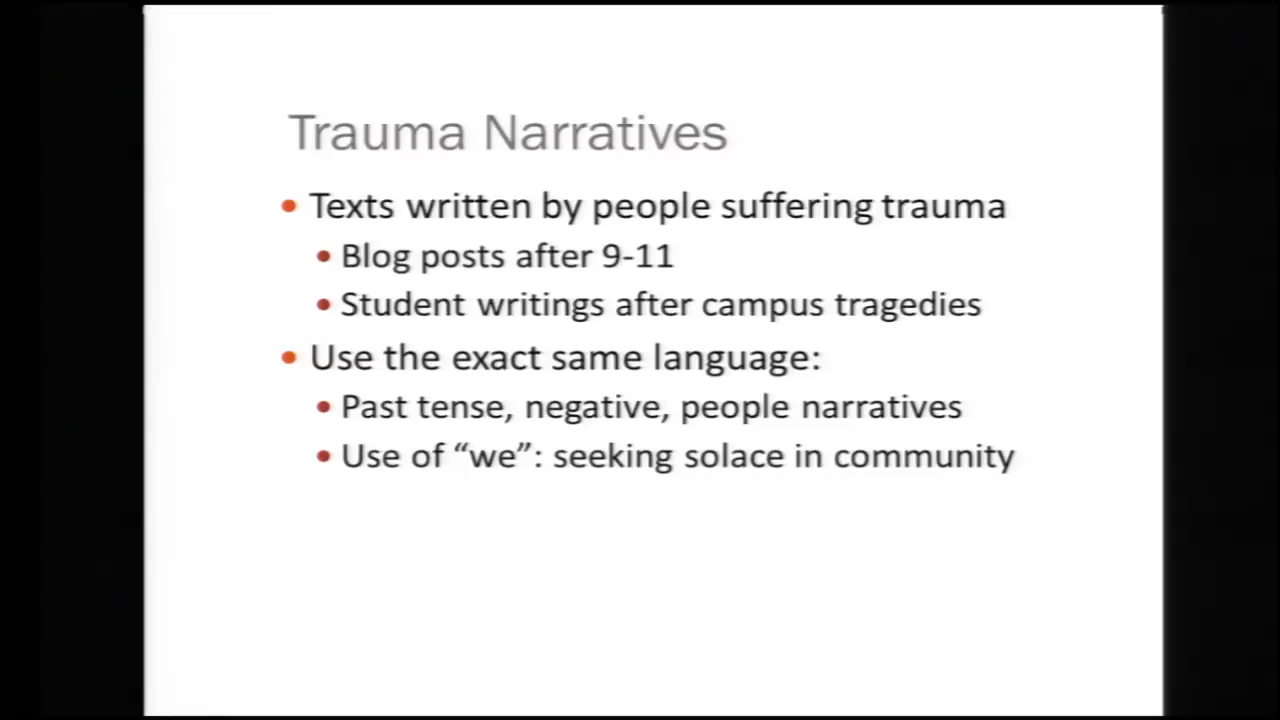 Trauma Narratives
• Texts written by people suffering trauma
• Blog posts after 9-11
• Student writings after campus tragedies
• Use the exact same language:
• Past tense, negative, people narratives
• Use of “we”: seeking solace in community